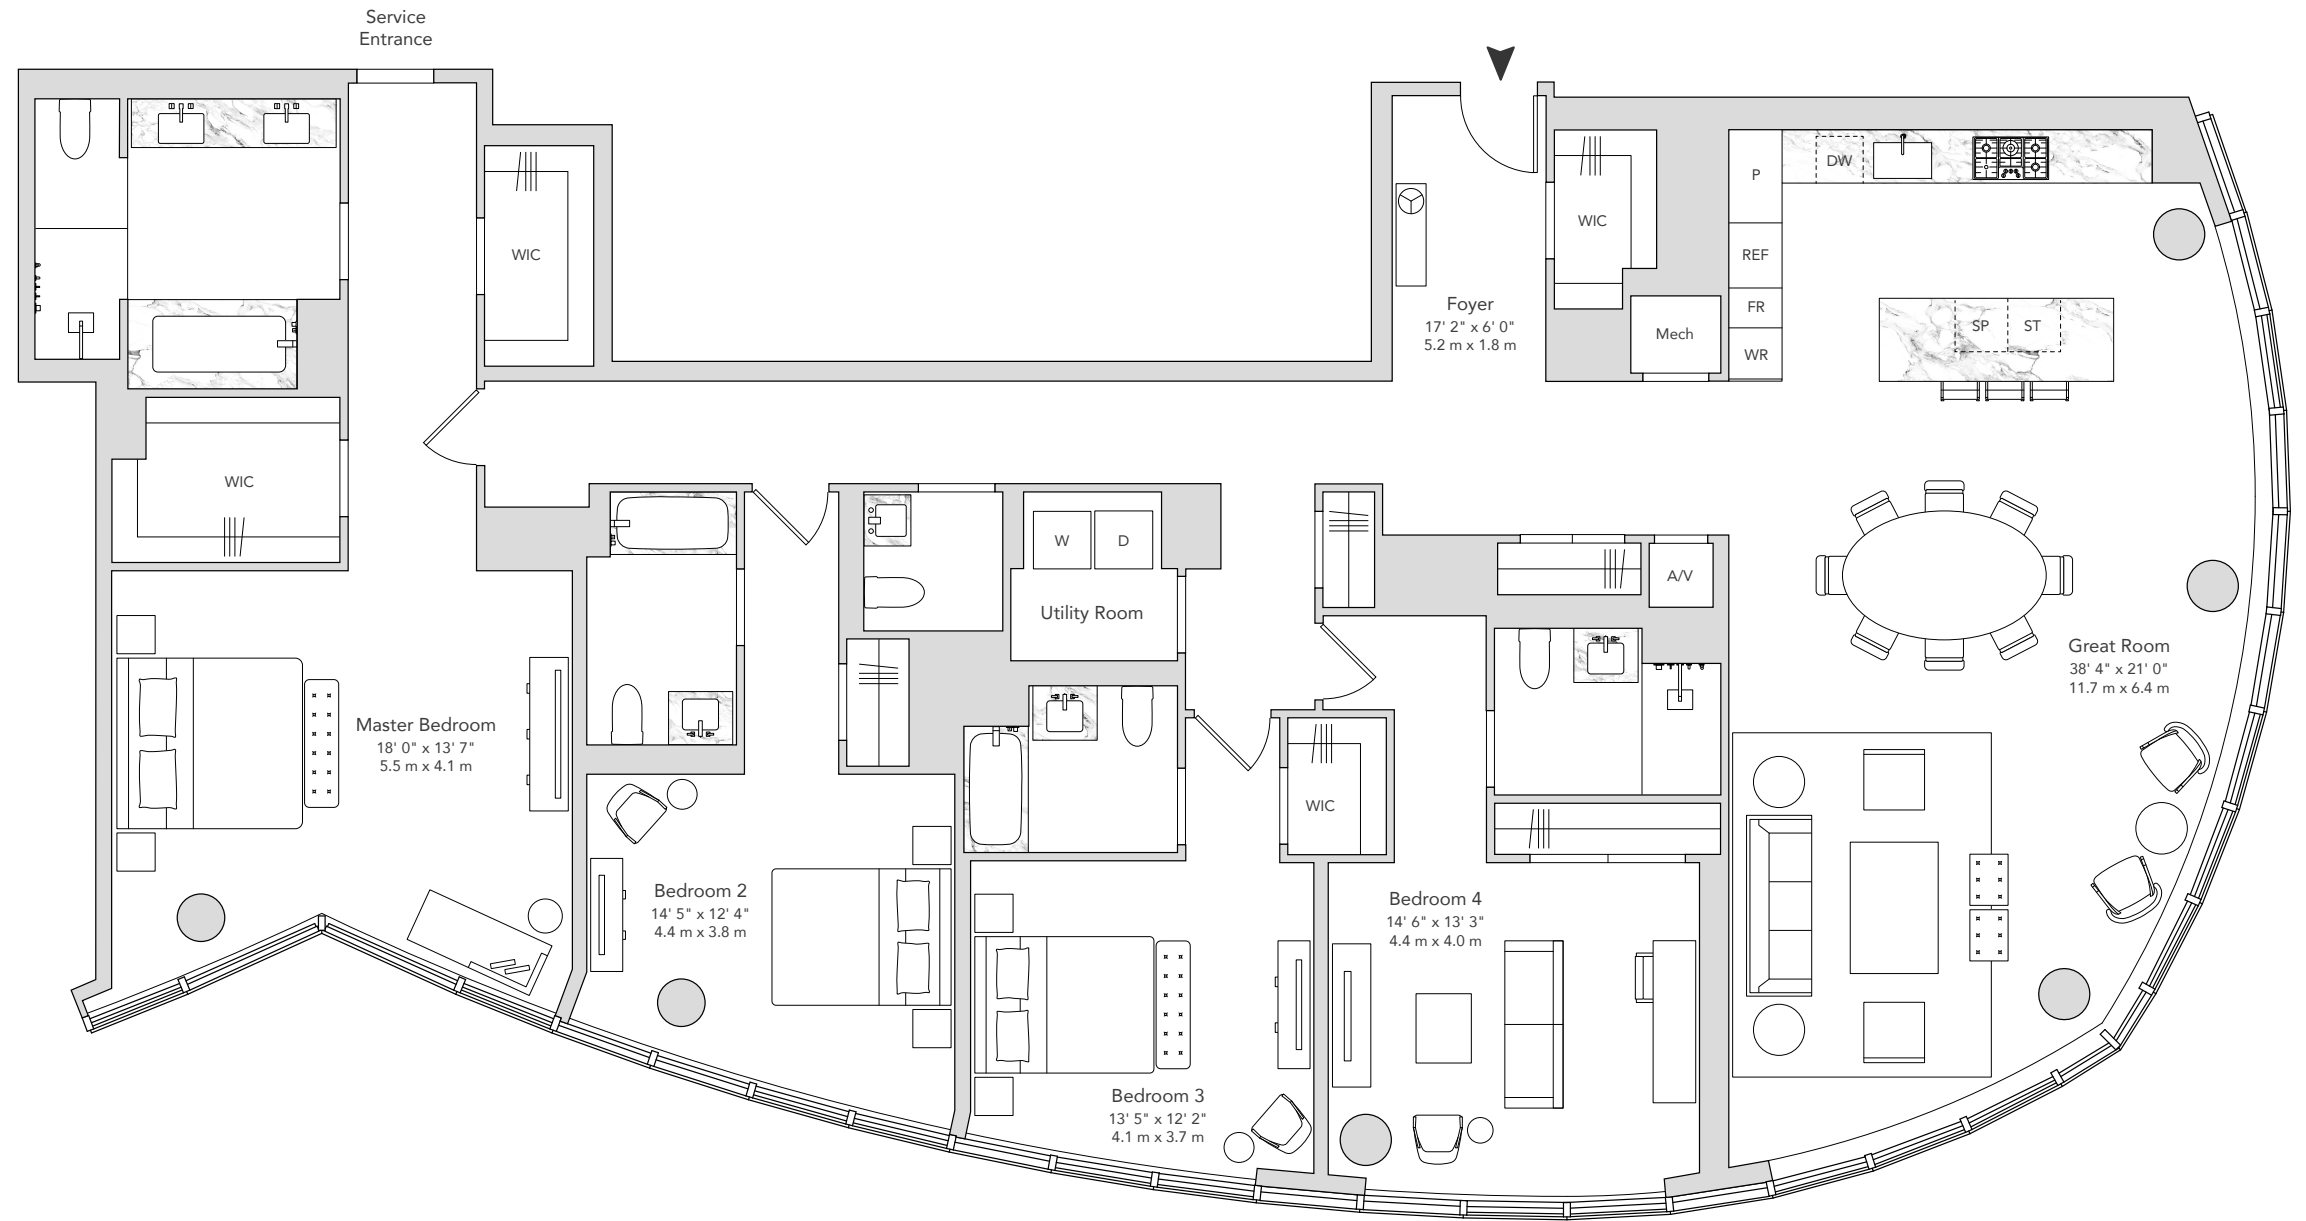 Service
Entrance
WIC
WIC
P
DW
REF
FR
WR
SP
ST
Foyer
17' 2" x 6' 0"
5.2 m x 1.8 m
Mech
WIC
W
D
Utility Room
A/V
Great Room
38' 4" x 21' 0"
11.7 m x 6.4 m
Master Bedroom
18' 0" x 13' 7"
5.5 m x 4.1 m
WIC
Bedroom 2
14' 5" x 12' 4"
4.4 m x 3.8 m
Bedroom 4
14' 6" x 13' 3"
4.4 m x 4.0 m
Bedroom 3
13' 5" x 12' 2"
4.1 m x 3.7 m